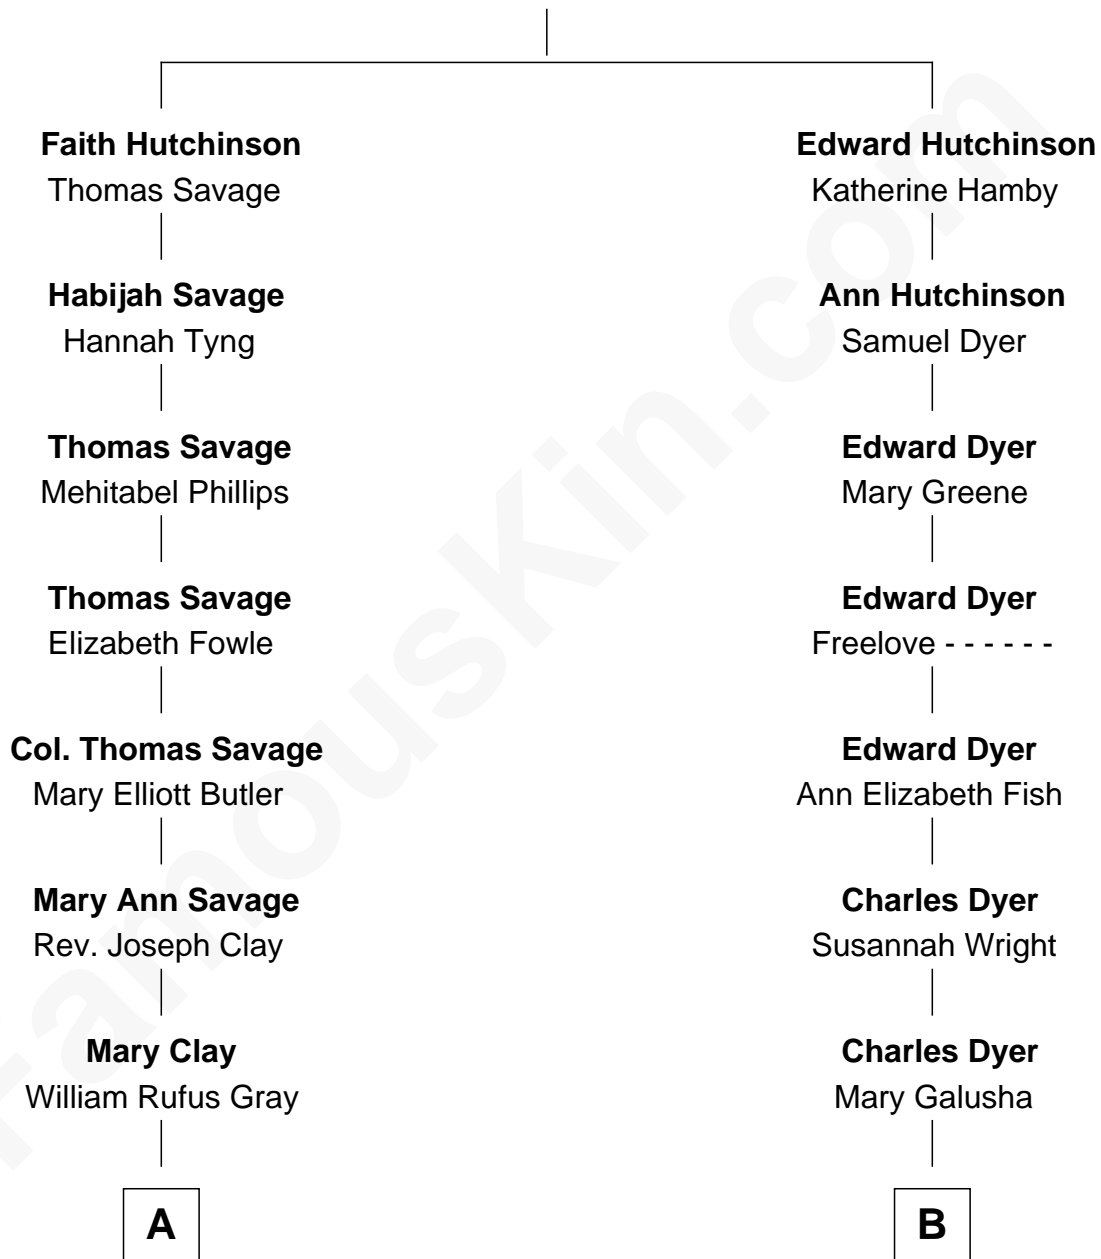 Faith Hutchinson
Thomas Savage
Habijah Savage
Hannah Tyng
Thomas Savage
Mehitabel Phillips
Thomas Savage
Elizabeth Fowle
Col. Thomas Savage
Mary Elliott Butler
Mary Ann Savage
Rev. Joseph Clay
Mary Clay
William Rufus Gray
A
Edward Hutchinson
Katherine Hamby
Ann Hutchinson
Samuel Dyer
Edward Dyer
Mary Greene
Edward Dyer
Freelove - - - - - -
Edward Dyer
Ann Elizabeth Fish
Charles Dyer
Susannah Wright
Charles Dyer
Mary Galusha
B
FamousKin.com